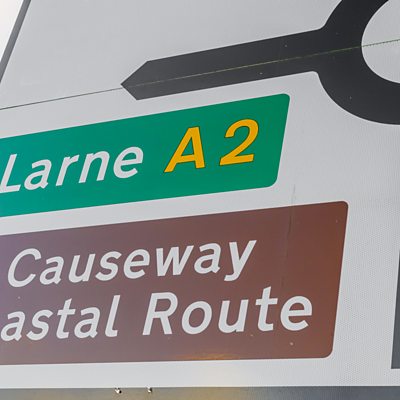 Larne A2
Causeway
astal Route